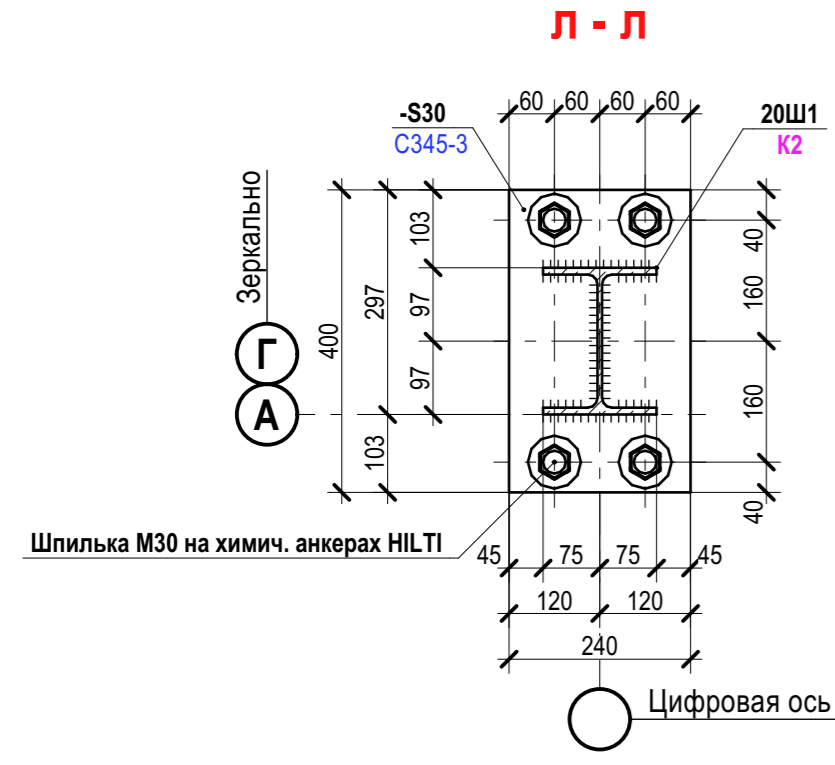 Л - Л
60 60 60 60
-S30
С345-3
20Ш1
К2
Зеркально
Г
А
400
297
103
97
97
103
40
160
160
40
Шпилька М30 на химич. анкерах HILTI
45 75 75 45
120 120
240
Цифровая ось